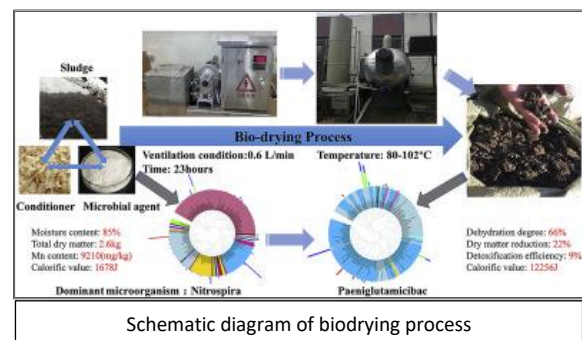 Sludge
Bio-drying Process
Ventilation condition:0.6 L/min
Temperature: 80-102°C
Time: 23hours
Conditioner
Microbial agent
Moisture content: 85%
Total dry matter: 2.6kg
Mn content: 9210(mg/kg)
Calorific value: 1678J
Dehydration degree: 66%
Dry matter reduction: 22%
Detoxification efficiency: 9%
Calorific value: 12256J
Dominant microorganism : Nitrospira
Paeniglutamicibac
Schematic diagram of biodrying process